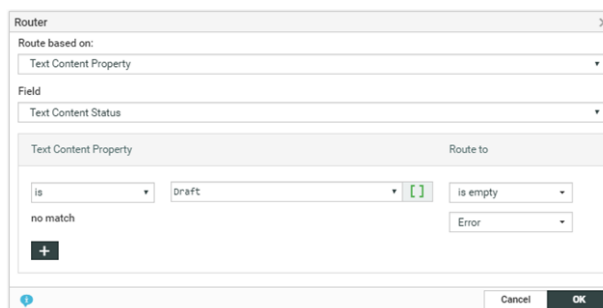 Router
Route based on:
Text Content Property
Field
Text Content Status
Text Content Property Route to
is Draft [ ] is empty
no match Error
+
Cancel OK